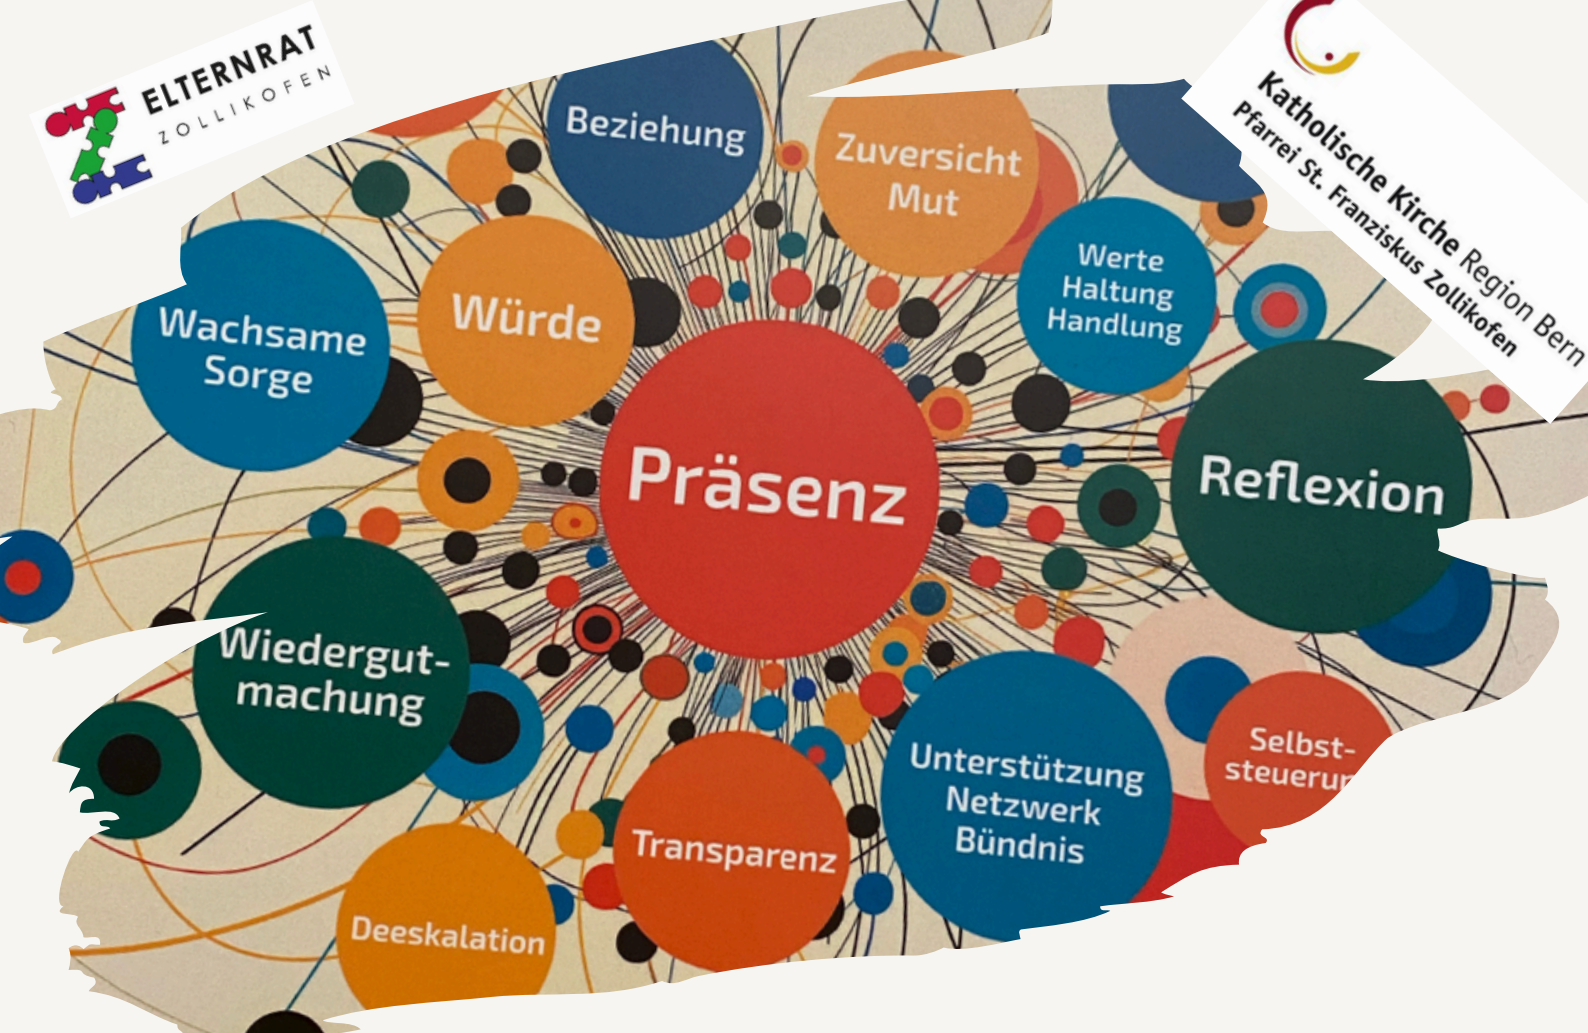 ELTERNRAT
ZOLLIKOFEN
Katholische Kirche Region Bern
Pfarrei St. Franziskus Zollikofen
Beziehung
Zuversicht
Mut
Werte
Haltung
Handlung
Wachsame
Sorge
Würde
Präsenz
Reflexion
Wiedergut-
machung
Unterstützung
Netzwerk
Bündnis
Selbst-
Transparenz
Deeskalation